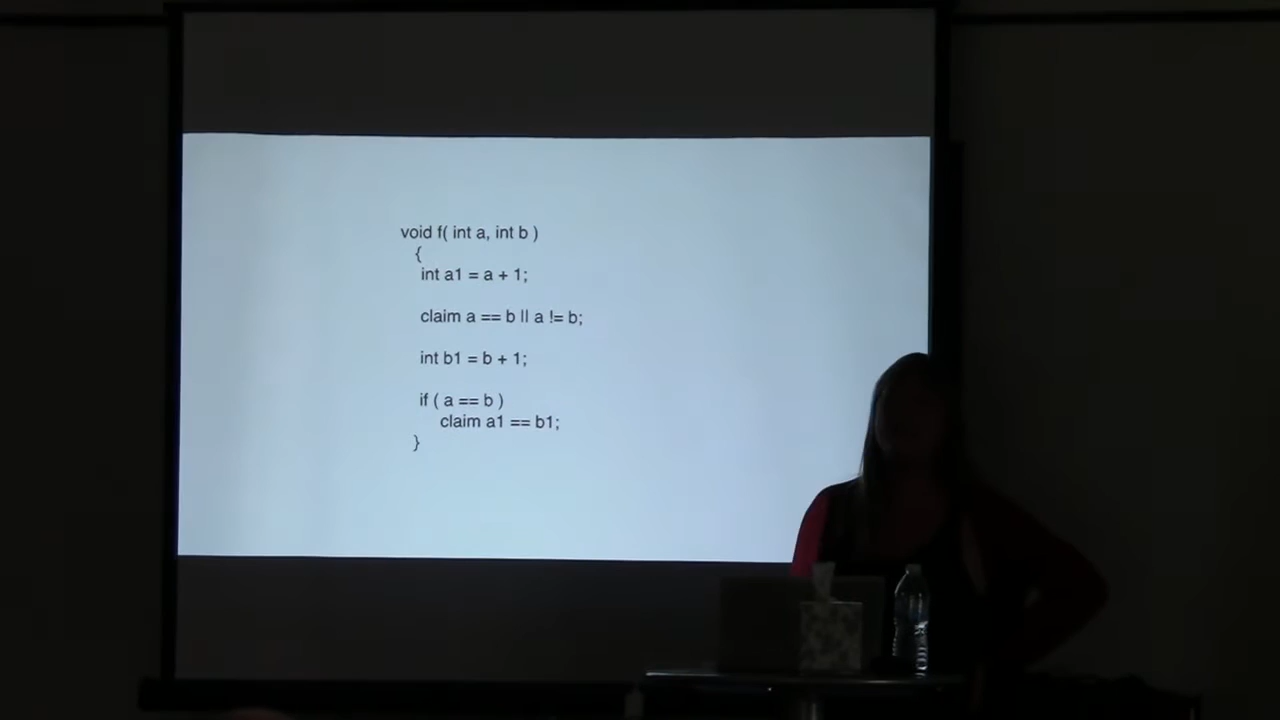 void f( int a, int b )
{
int a1 = a + 1;
claim a == b || a != b;
int b1 = b + 1;
if ( a == b )
claim a1 == b1;
}